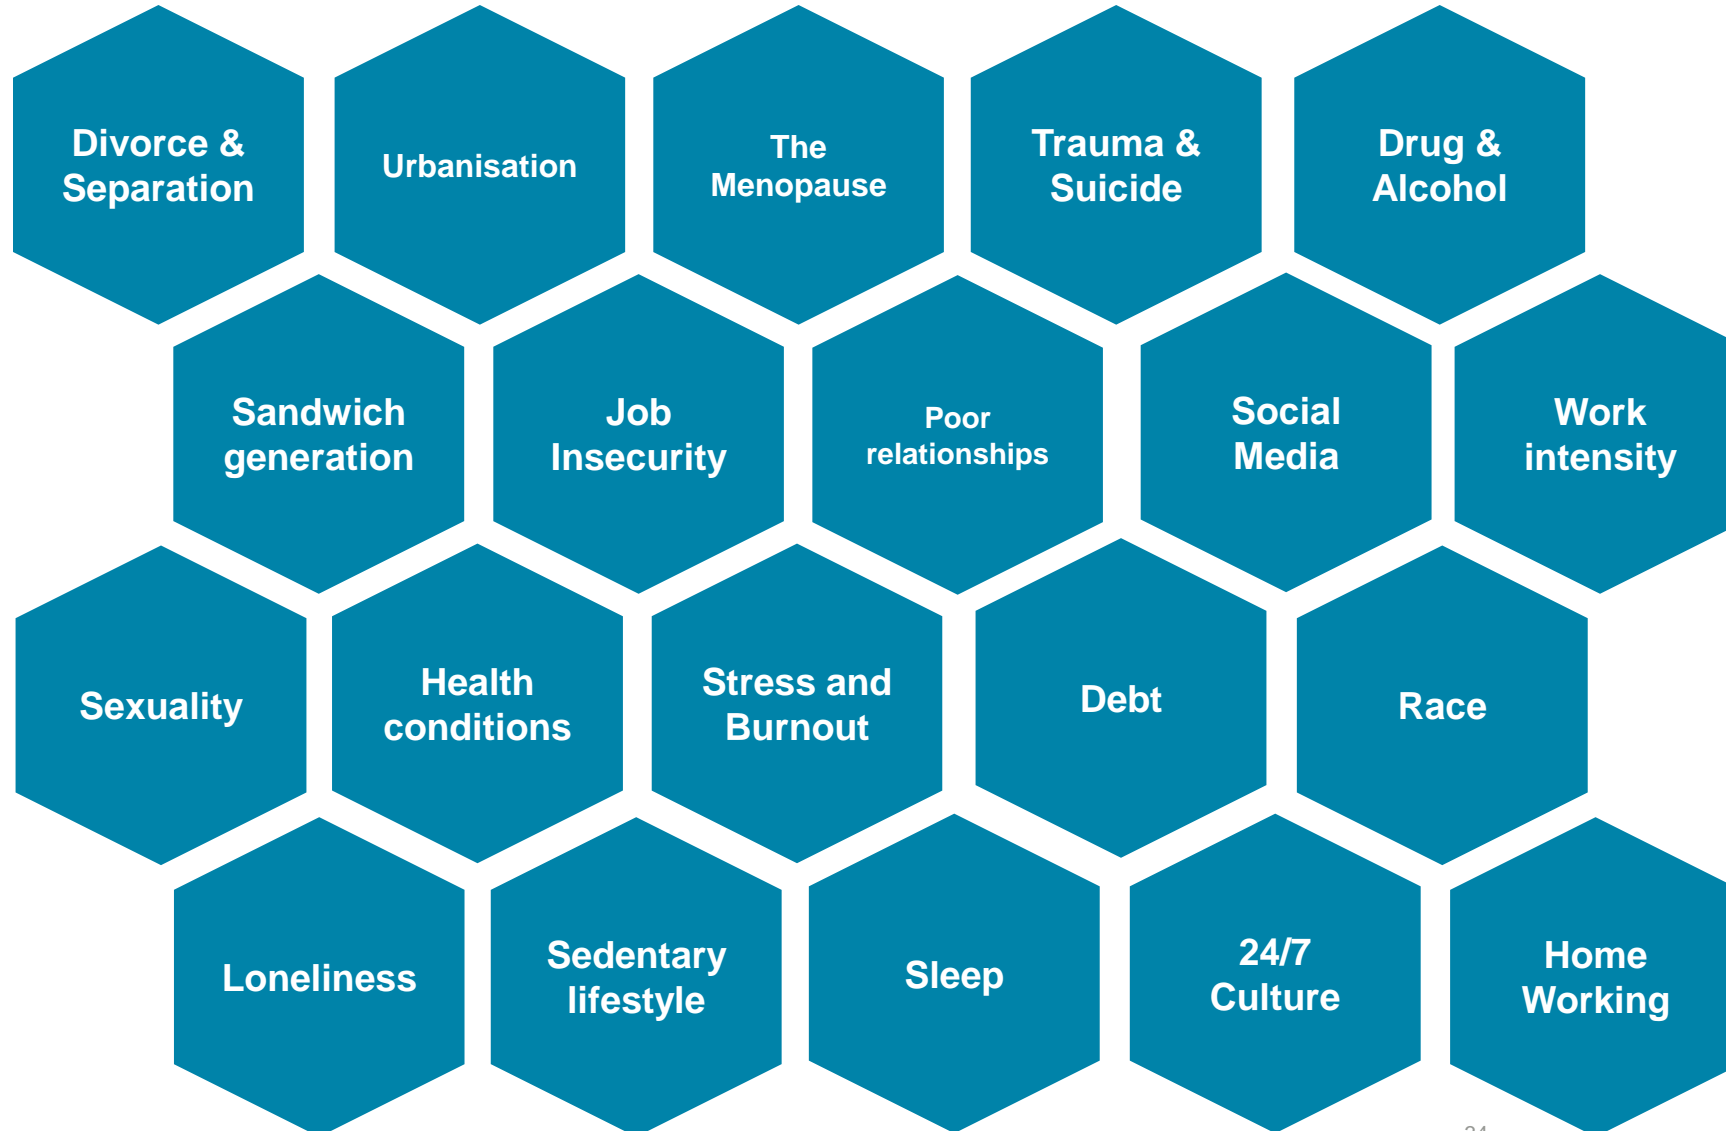 Divorce &
Separation
Urbanisation
The
Menopause
Trauma &
Suicide
Drug &
Alcohol
Sandwich
generation
Job
Insecurity
Poor
relationships
Social
Media
Work
intensity
Sexuality
Health
conditions
Stress and
Burnout
Debt
Race
Loneliness
Sedentary
lifestyle
Sleep
24/7
Culture
Home
Working